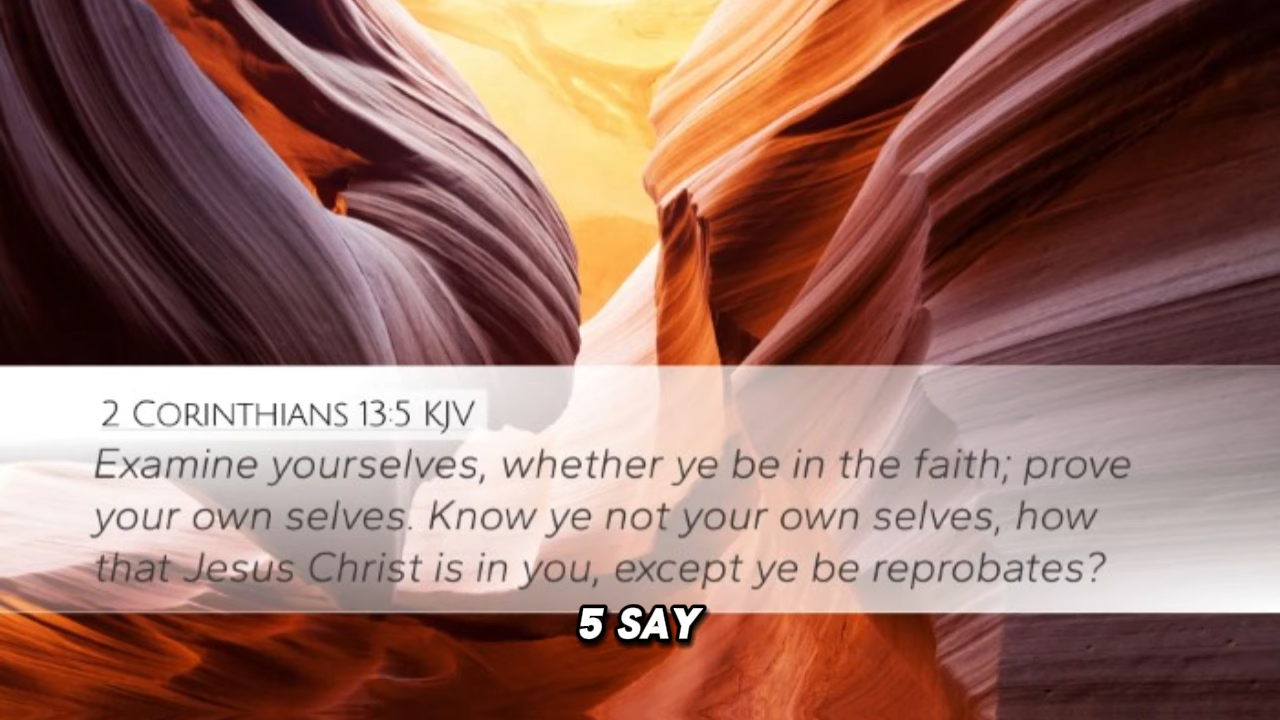 2 Corinthians 13:5 KJV
Examine yourselves, whether ye be in the faith; prove
your own selves. Know ye not your own selves, how
that Jesus Christ is in you, except ye be reprobates?
5 SAY